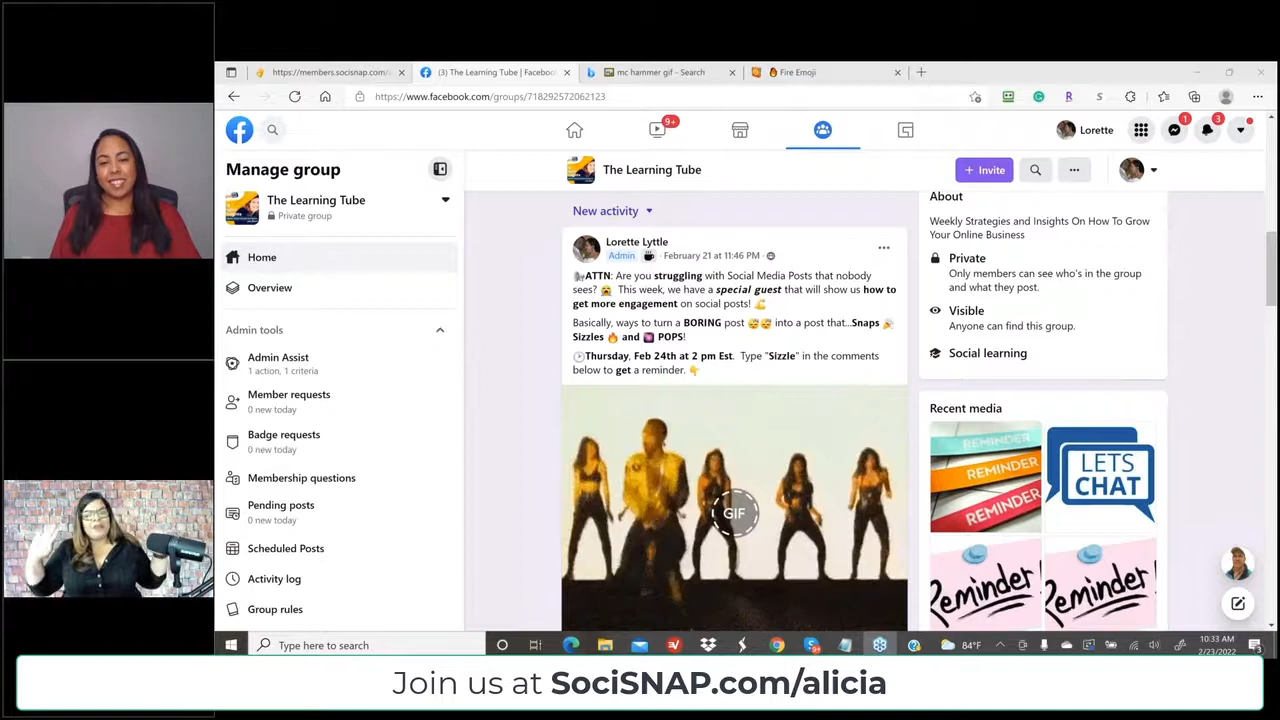 https://members.socisnap.com/
(3) The Learning Tube | Facebook
mc hammer gif - Search
Fire Emoji
https://www.facebook.com/groups/718292572062123
9+
Lorette
1
3
Manage group
The Learning Tube
Private group
Home
Overview
Admin tools
Admin Assist
1 action, 1 criteria
Member requests
0 new today
Badge requests
0 new today
Membership questions
Pending posts
0 new today
Scheduled Posts
Activity log
Group rules
The Learning Tube
+ Invite
New activity
Lorette Lyttle
Admin · February 21 at 11:46 PM ·
ATTN: Are you struggling with Social Media Posts that nobody
sees? 😭 This week, we have a special guest that will show us how to
get more engagement on social posts! 💪
Basically, ways to turn a BORING post 😴😴 into a post that...Snaps 🎉
Sizzles 🔥 and 🎆 POPS!
🕑Thursday, Feb 24th at 2 pm Est. Type "Sizzle" in the comments
below to get a reminder. 👇
GIF
About
Weekly Strategies and Insights On How To Grow
Your Online Business
Private
Only members can see who's in the group
and what they post.
Visible
Anyone can find this group.
Social learning
Recent media
REMINDER
REMINDER
REMINDER
LETS
CHAT
Reminder!
Reminder!
Type here to search
84°F
10:33 AM
2/23/2022
Join us at SociSNAP.com/alicia